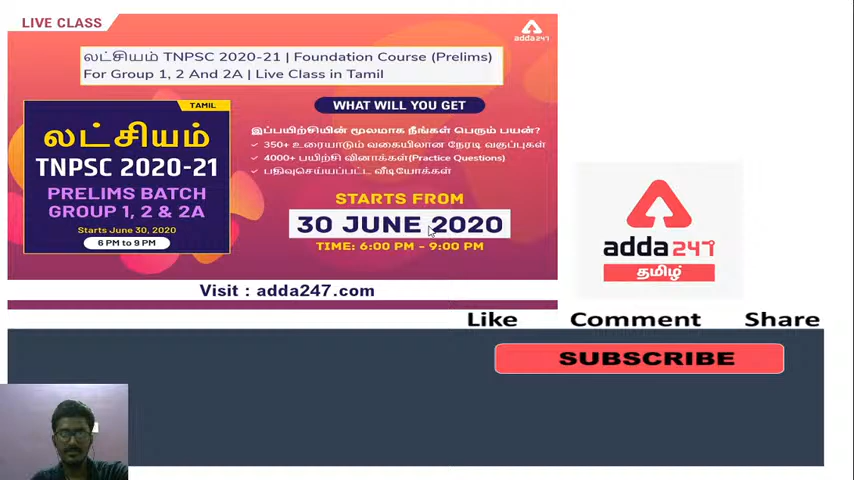 LIVE CLASS
adda247
லட்சியம் TNPSC 2020-21 | Foundation Course (Prelims)
For Group 1, 2 And 2A | Live Class in Tamil
TAMIL
லட்சியம்
TNPSC 2020-21
PRELIMS BATCH
GROUP 1, 2 & 2A
Starts June 30, 2020
6 PM to 9 PM
WHAT WILL YOU GET
இப்பயிற்சியின் மூலமாக நீங்கள் பெரும் பயன்?
350+ உரையாடும் வகையிலான நேரடி வகுப்புகள்
4000+ பயிற்சி வினாக்கள்(Practice Questions)
பதிவுசெய்யப்பட்ட வீடியோக்கள்
STARTS FROM
30 JUNE 2020
TIME: 6:00 PM - 9:00 PM
Visit : adda247.com
adda247
தமிழ்
Like Comment Share
SUBSCRIBE